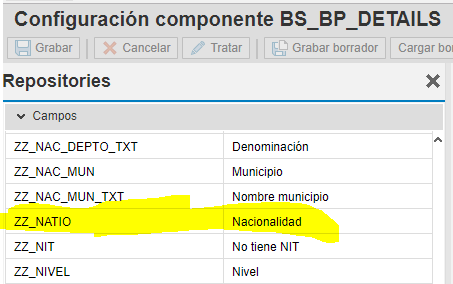 Configuración componente BS_BP_DETAILS
Grabar Cancelar Tratar Grabar borrador Cargar bor
Repositories
Campos
ZZ_NAC_DEPTO_TXT Denominación
ZZ_NAC_MUN Municipio
ZZ_NAC_MUN_TXT Nombre municipio
ZZ_NATIO Nacionalidad
ZZ_NIT No tiene NIT
ZZ_NIVEL Nivel